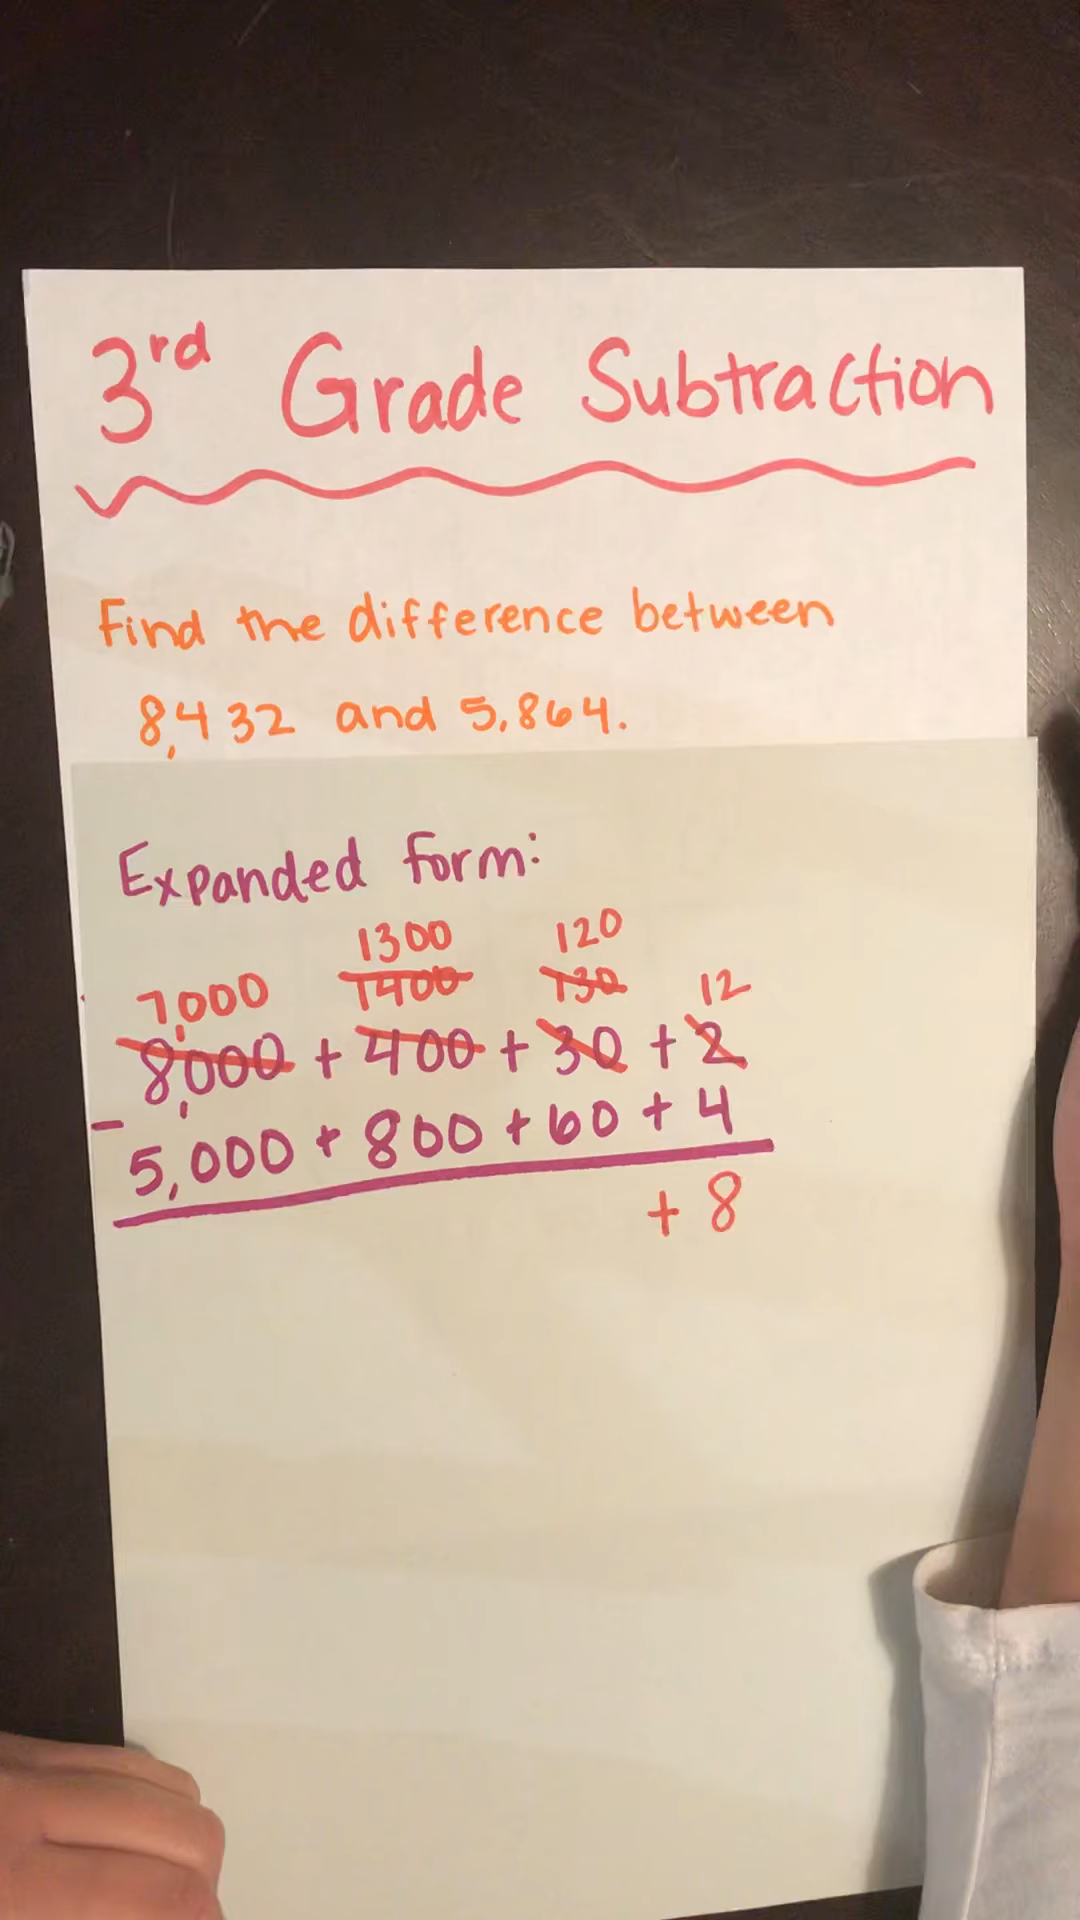 3rd Grade Subtraction
Find the difference between
8,432 and 5,864.
Expanded form:
1300 120
7,000 1400 130 12
8,000 + 400 + 30 + 2
- 5,000 + 800 + 60 + 4
+ 8